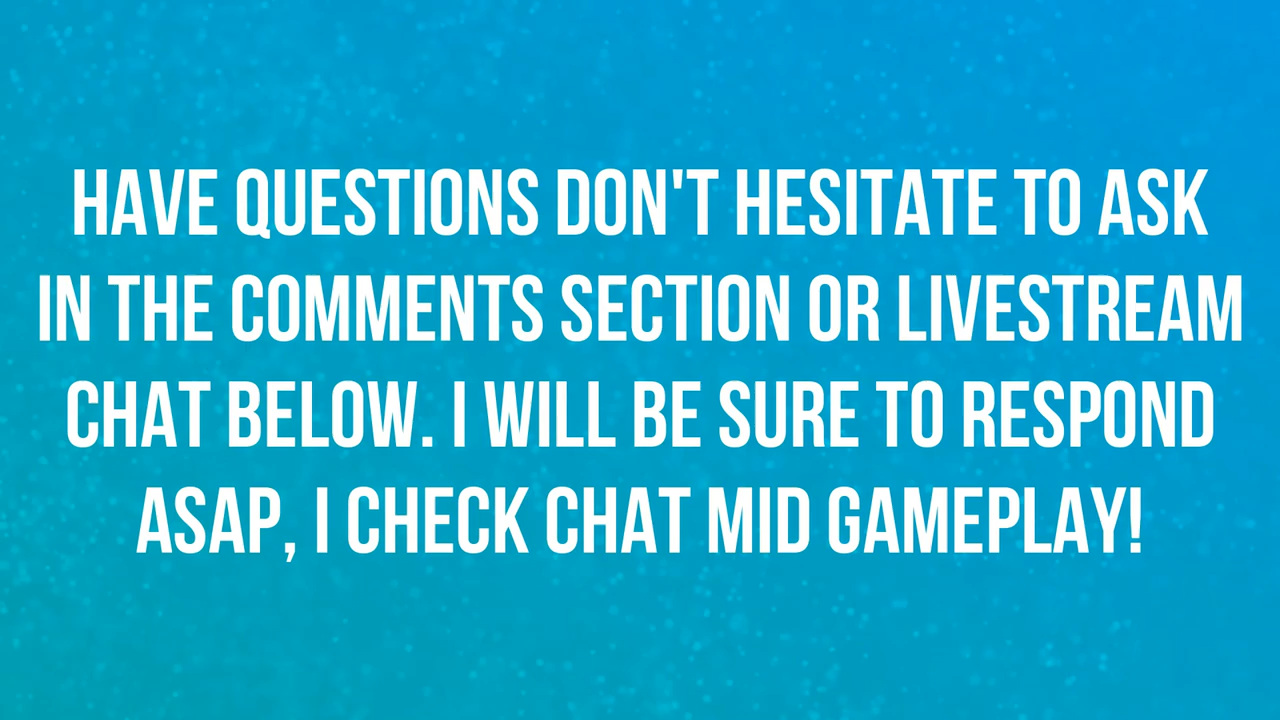 HAVE QUESTIONS DON'T HESITATE TO ASK
IN THE COMMENTS SECTION OR LIVESTREAM
CHAT BELOW. I WILL BE SURE TO RESPOND
ASAP, I CHECK CHAT MID GAMEPLAY!